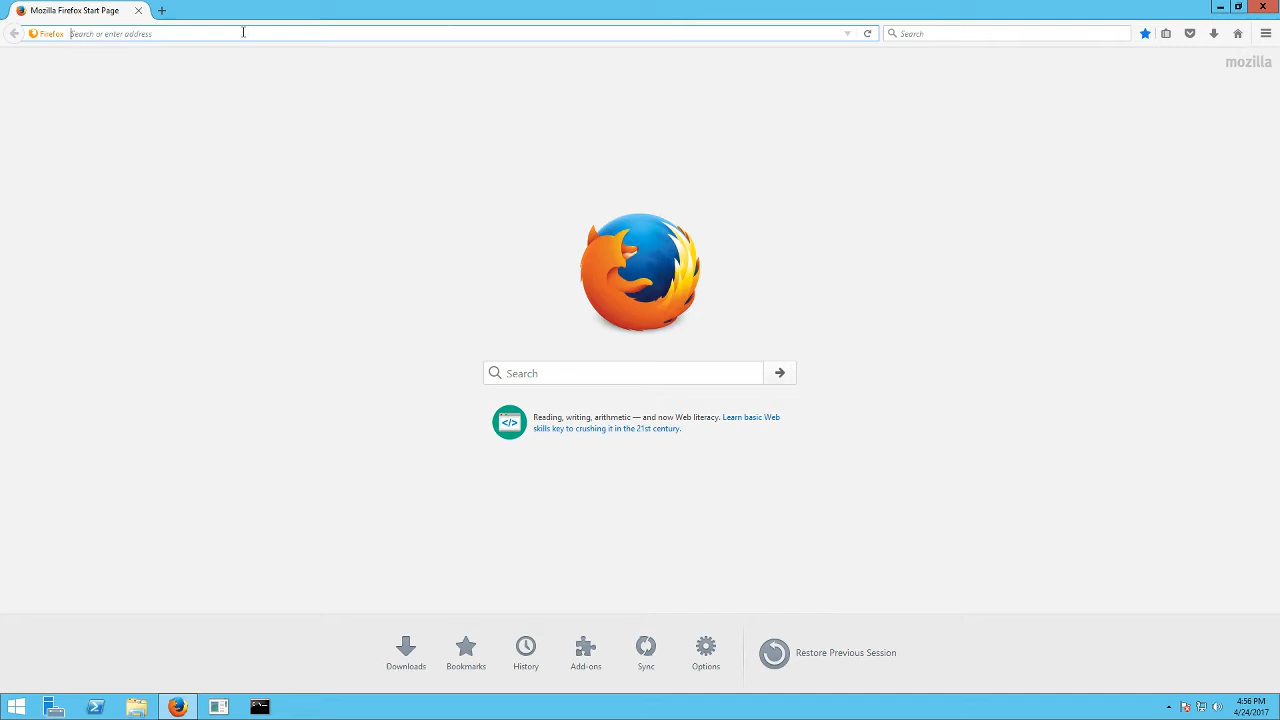 Mozilla Firefox Start Page
Firefox Search or enter address
Search
mozilla
Search
Reading, writing, arithmetic — and now Web literacy. Learn basic Web
skills key to crushing it in the 21st century.
Downloads
Bookmarks
History
Add-ons
Sync
Options
Restore Previous Session
4:56 PM
4/24/2017